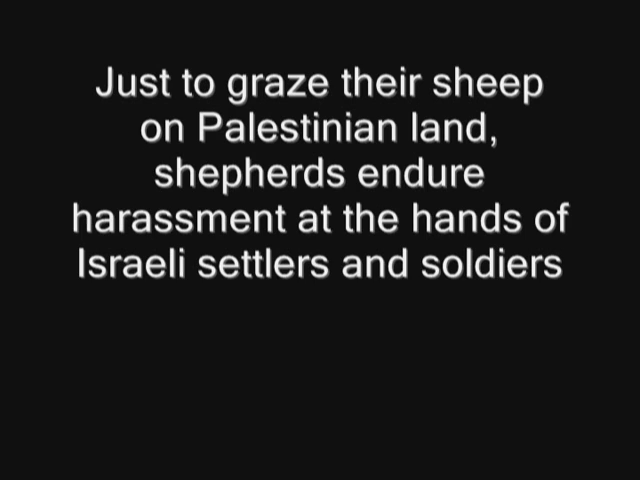 Just to graze their sheep
on Palestinian land,
shepherds endure
harassment at the hands of
Israeli settlers and soldiers